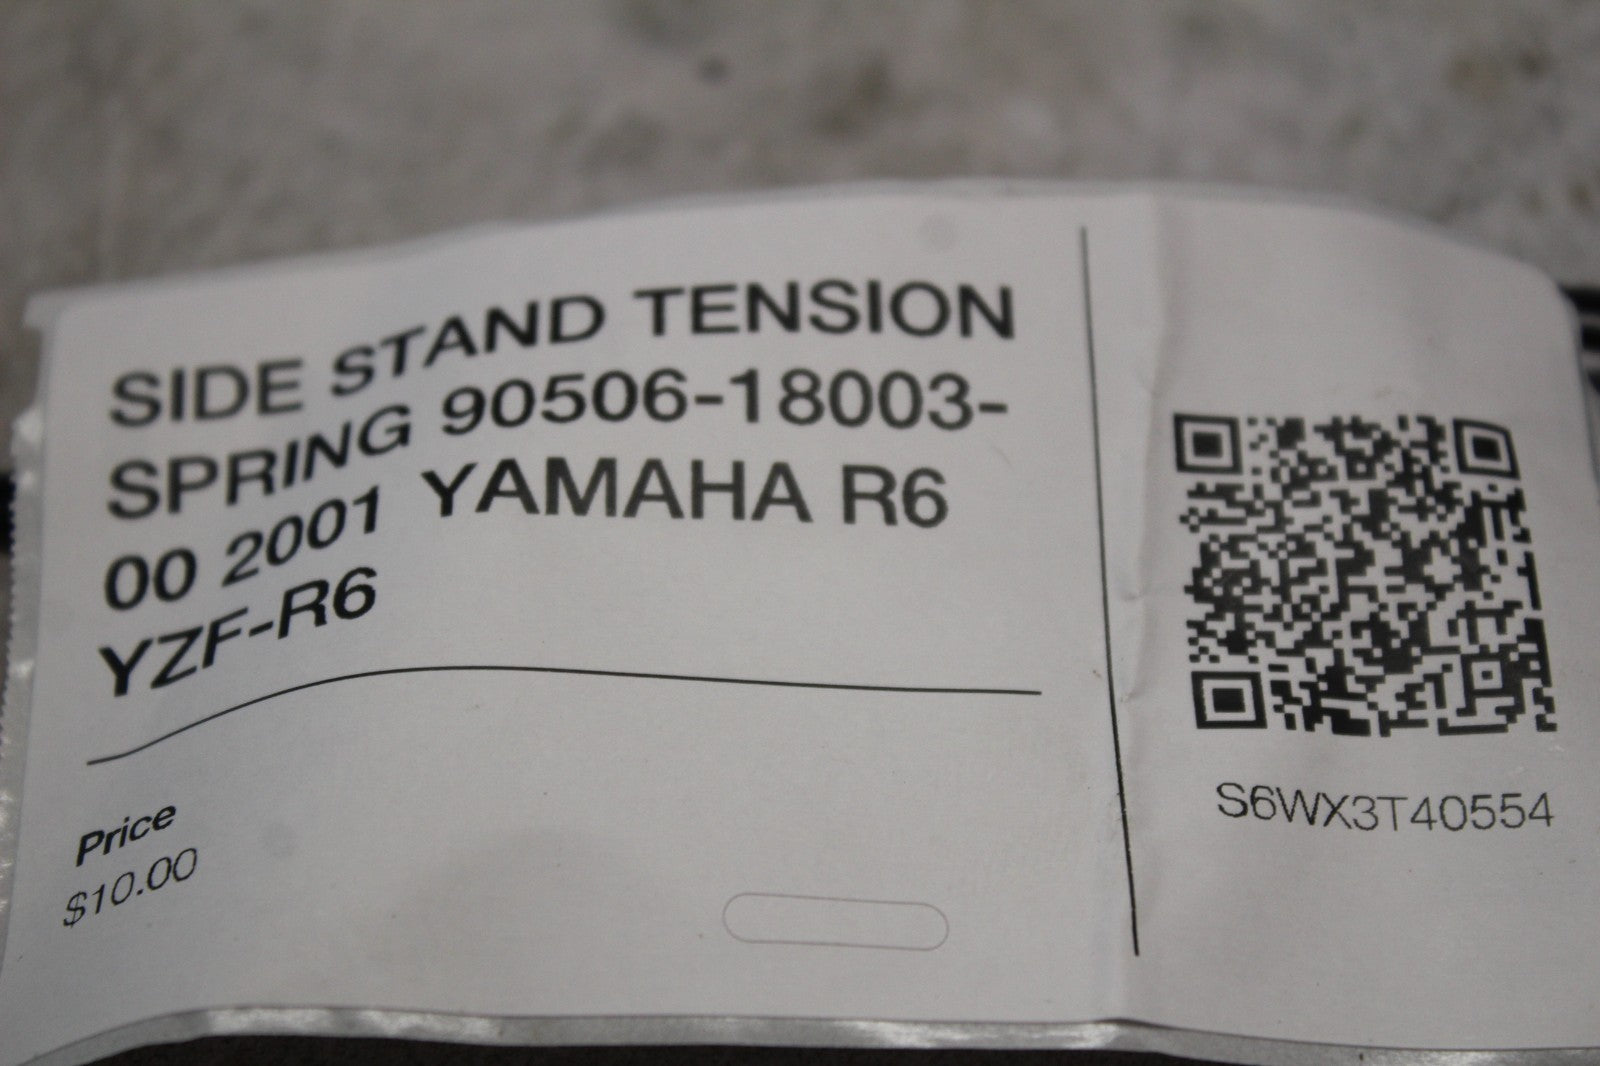 SIDE STAND TENSION
SPRING 90506-18003-
00 2001 YAMAHA R6
YZF-R6
Price
$10.00
S6WX3T40554